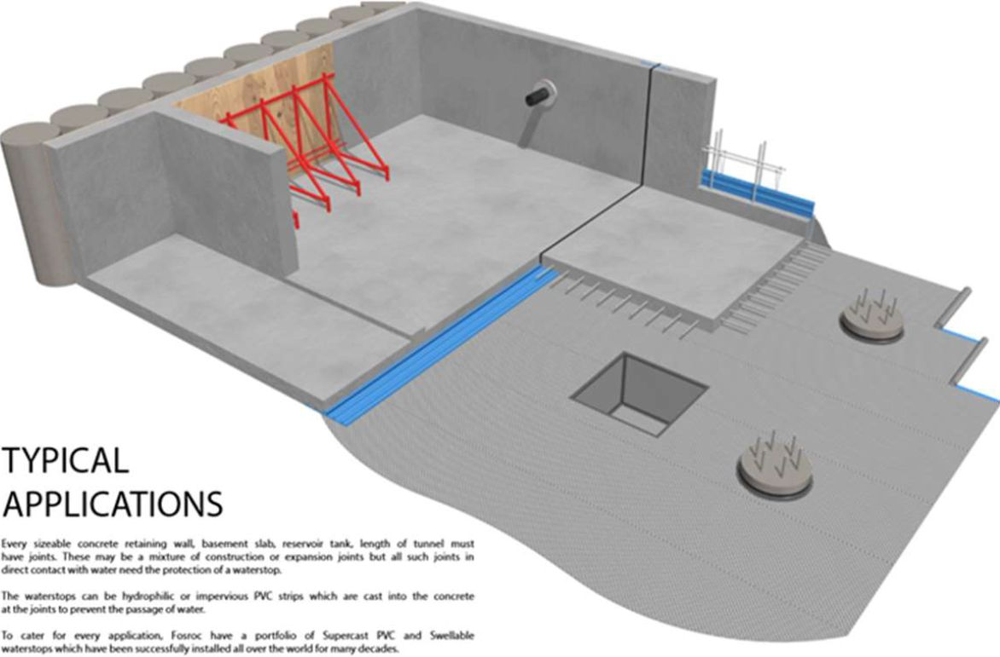 TYPICAL
APPLICATIONS
Every sizeable concrete retaining wall, basement slab, reservoir tank, length of tunnel must
have joints. These may be a mixture of construction or expansion joints but all such joints in
direct contact with water need the protection of a waterstop.
The waterstops can be hydrophilic or impervious PVC strips which are cast into the concrete
at the joints to prevent the passage of water.
To cater for every application, Fosroc have a portfolio of Supercast PVC and Swellable
waterstops which have been successfully installed all over the world for many decades.